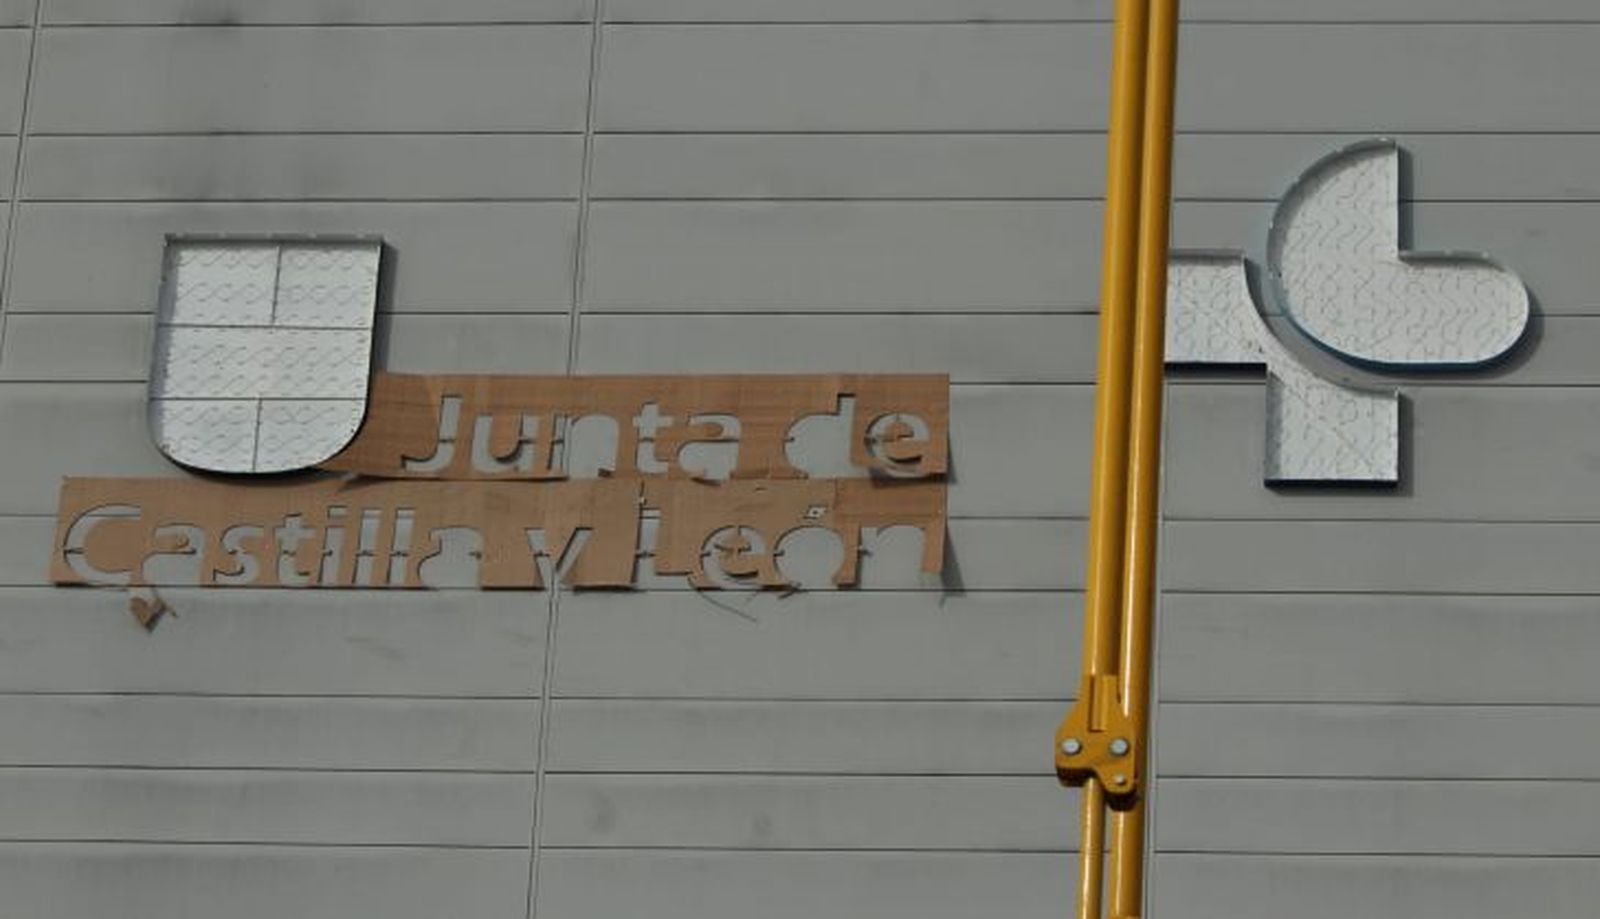 Junta de
Castilla y León